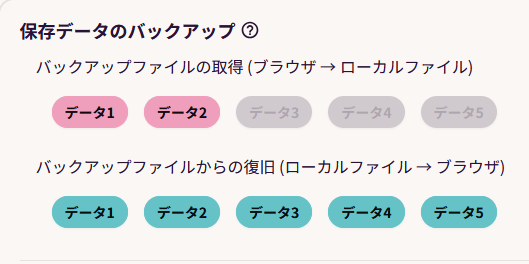 保存データのバックアップ ?
バックアップファイルの取得 (ブラウザ → ローカルファイル)
データ1 データ2 データ3 データ4 データ5
バックアップファイルからの復旧 (ローカルファイル → ブラウザ)
データ1 データ2 データ3 データ4 データ5